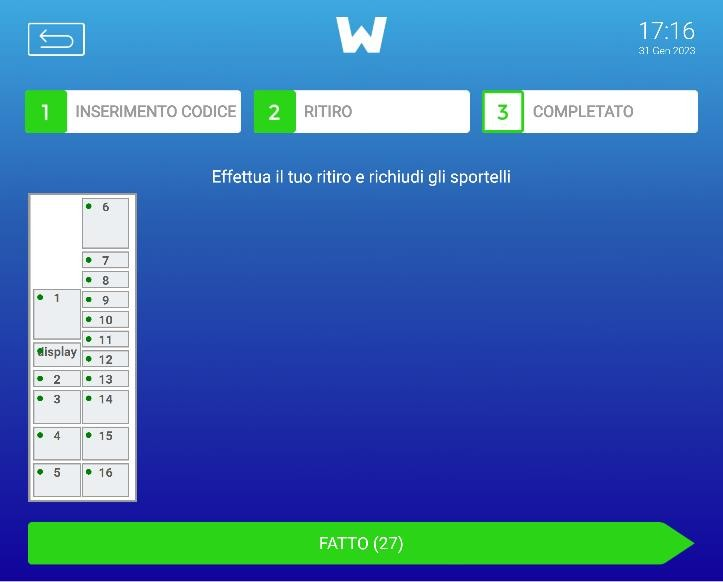 W
17:16
31 Gen 2023
1 INSERIMENTO CODICE
2 RITIRO
3 COMPLETATO
Effettua il tuo ritiro e richiudi gli sportelli
6
7
8
1
9
10
11
display
12
2
13
3
14
4
15
5
16
FATTO (27)